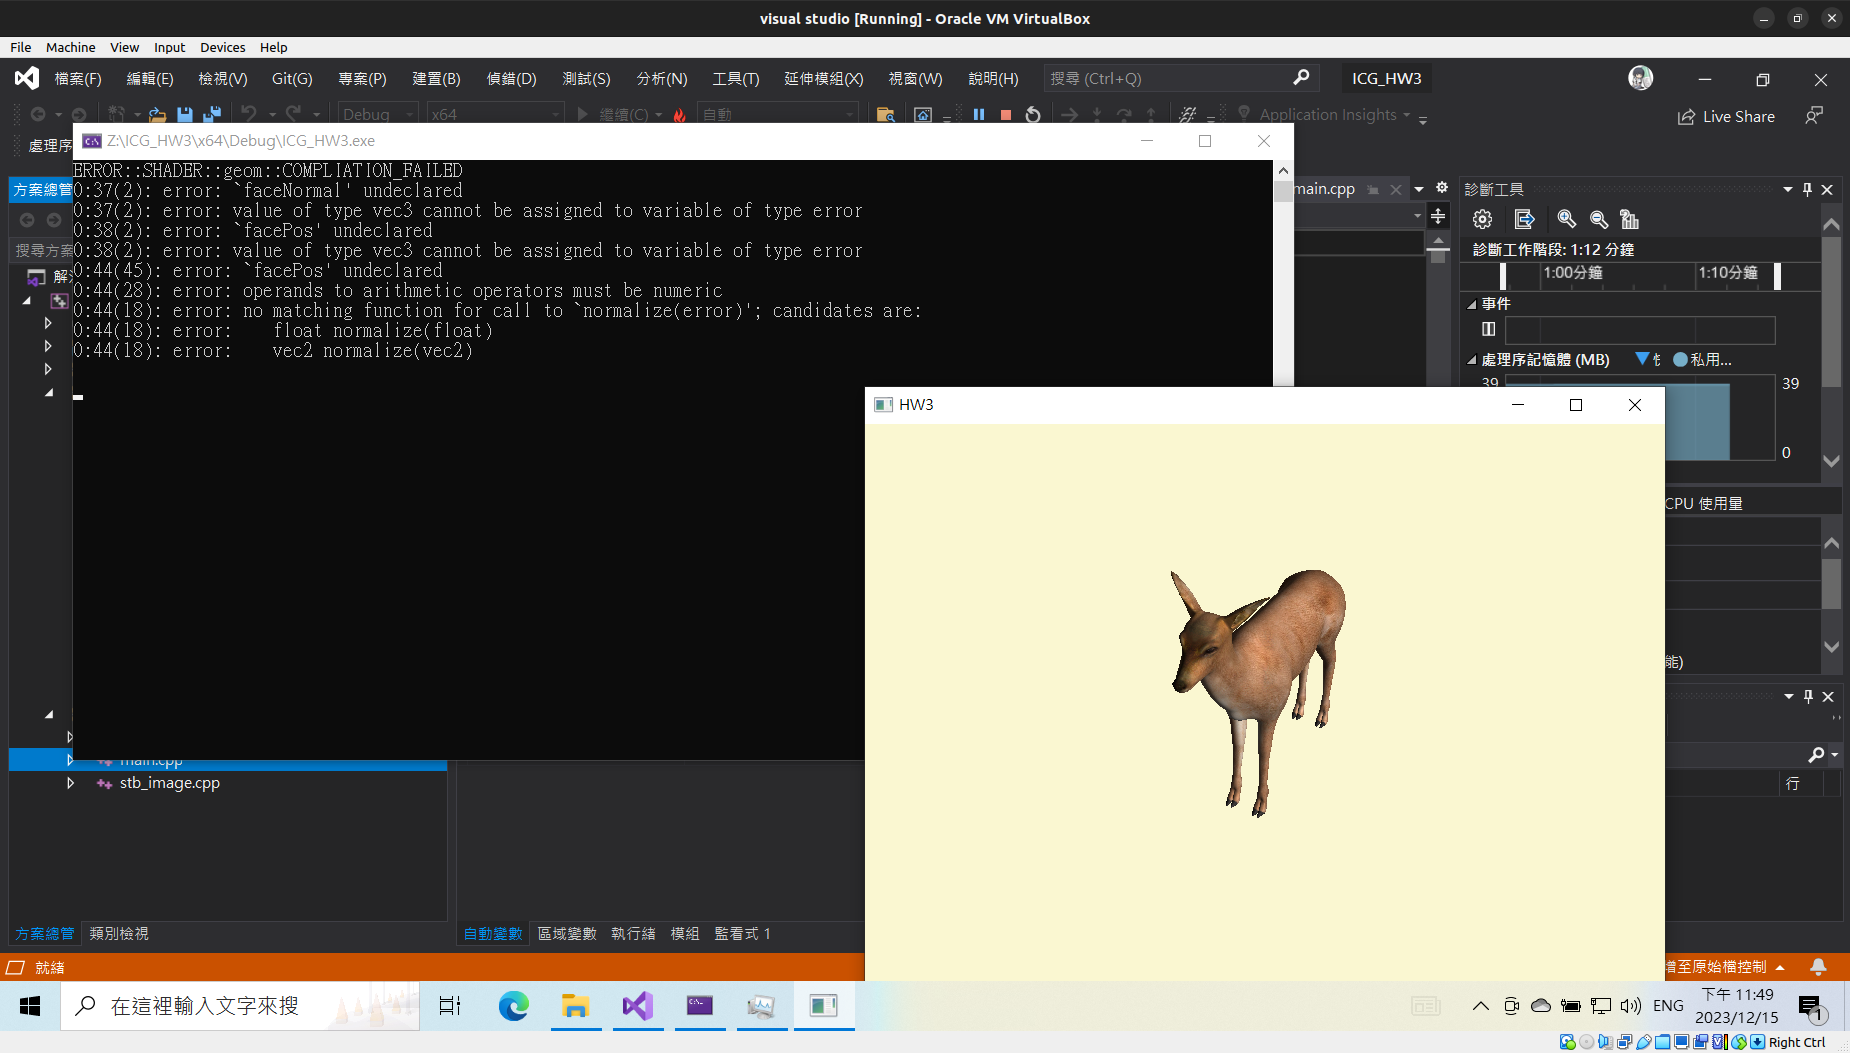 visual studio [Running] - Oracle VM VirtualBox
File Machine View Input Devices Help
檔案(F) 編輯(E) 檢視(V) Git(G) 專案(P) 建置(B) 偵錯(D) 測試(S) 分析(N) 工具(T) 延伸模組(X) 視窗(W) 說明(H) 搜尋 (Ctrl+Q) ICG_HW3
Debug x64 繼續(C) 自動 Application Insights Live Share
處理序
Z:\ICG_HW3\x64\Debug\ICG_HW3.exe
ERROR::SHADER::geom::COMPLIATION_FAILED
0:37(2): error: `faceNormal' undeclared
0:37(2): error: value of type vec3 cannot be assigned to variable of type error
0:38(2): error: `facePos' undeclared
0:38(2): error: value of type vec3 cannot be assigned to variable of type error
0:44(45): error: `facePos' undeclared
0:44(28): error: operands to arithmetic operators must be numeric
0:44(18): error: no matching function for call to `normalize(error)'; candidates are:
0:44(18): error:    float normalize(float)
0:44(18): error:    vec2 normalize(vec2)
方案總管
搜尋方案
main.cpp
stb_image.cpp
方案總管 類別檢視
main.cpp
診斷工具
診斷工作階段: 1:12 分鐘
1:00分鐘 1:10分鐘
事件
處理序記憶體 (MB) 私用...
39 39
0
CPU 使用量
能)
行
HW3
自動變數 區域變數 執行緒 模組 監看式 1
就緒
增至原始檔控制
在這裡輸入文字來搜
ENG
下午 11:49
2023/12/15
1
Right Ctrl